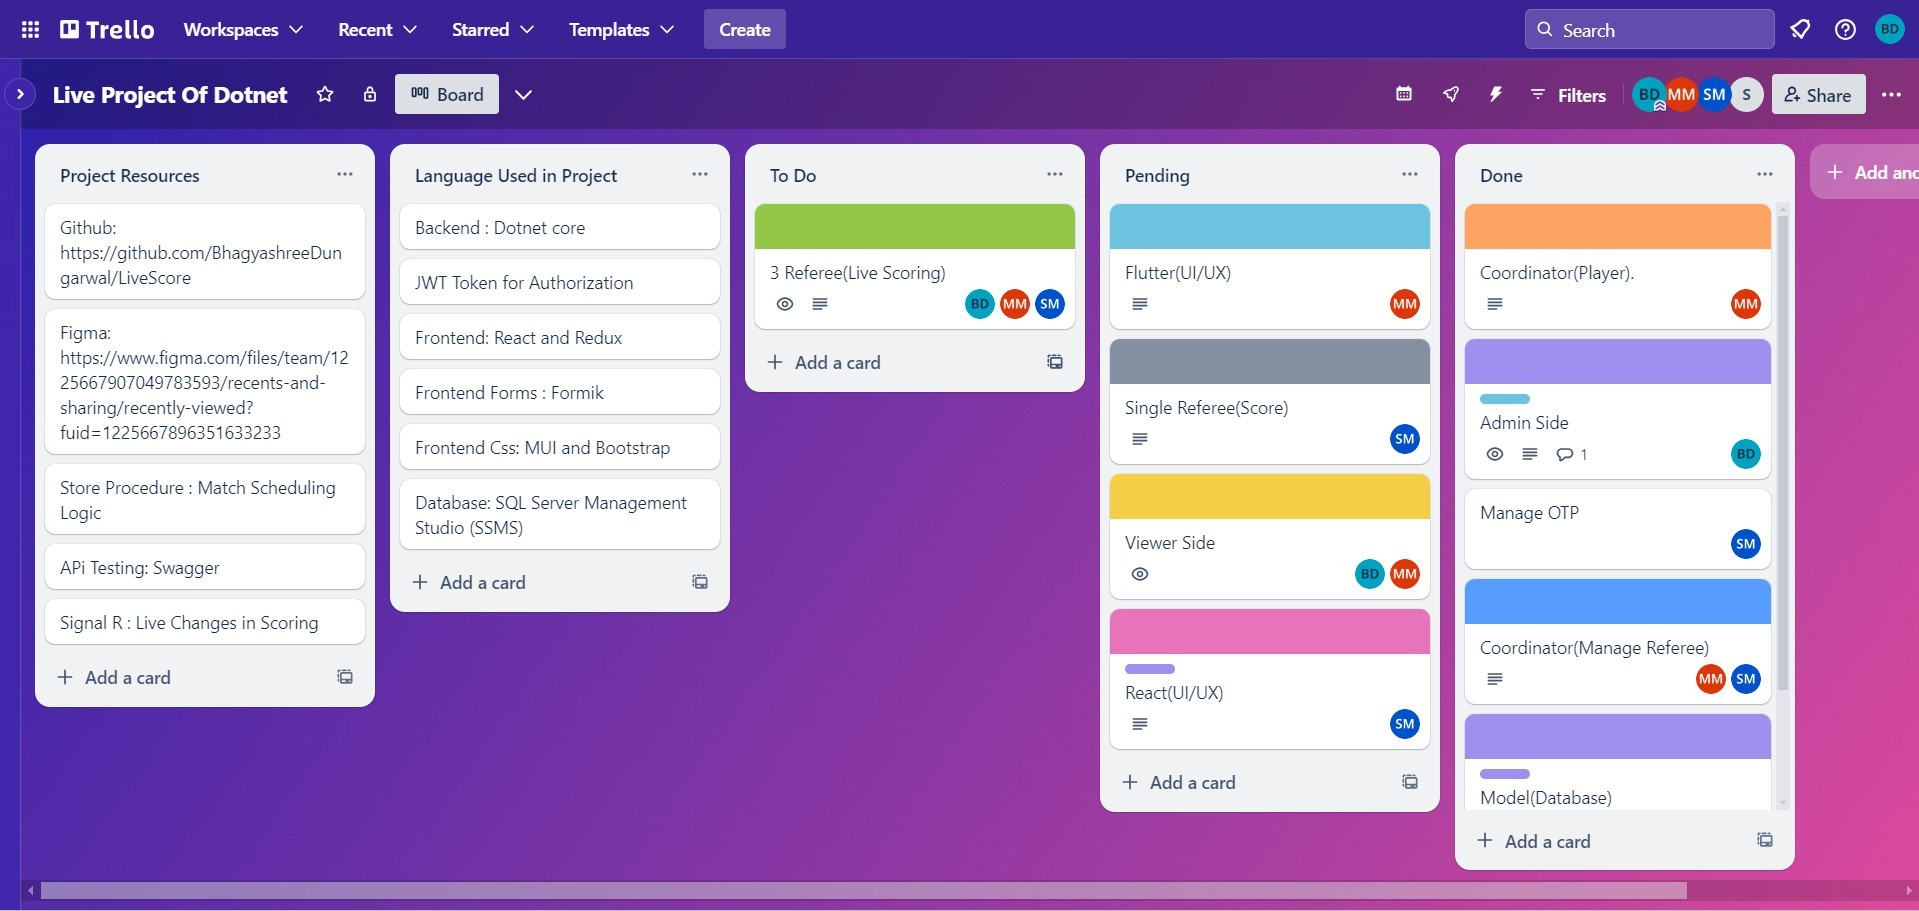 Trello
Workspaces
Recent
Starred
Templates
Create
Search
BD
Live Project Of Dotnet
Board
Filters
BD
MM
SM
S
Share
Project Resources
Github:
https://github.com/BhagyashreeDun
garwal/LiveScore
Figma:
https://www.figma.com/files/team/12
25667907049783593/recents-and-
sharing/recently-viewed?
fuid=1225667896351633233
Store Procedure : Match Scheduling
Logic
APi Testing: Swagger
Signal R : Live Changes in Scoring
+ Add a card
Language Used in Project
Backend : Dotnet core
JWT Token for Authorization
Frontend: React and Redux
Frontend Forms : Formik
Frontend Css: MUI and Bootstrap
Database: SQL Server Management
Studio (SSMS)
+ Add a card
To Do
3 Referee(Live Scoring)
BD MM SM
+ Add a card
Pending
Flutter(UI/UX)
MM
Single Referee(Score)
SM
Viewer Side
BD MM
React(UI/UX)
SM
+ Add a card
Done
Coordinator(Player).
MM
Admin Side
1
BD
Manage OTP
SM
Coordinator(Manage Referee)
MM SM
Model(Database)
+ Add a card
+ Add